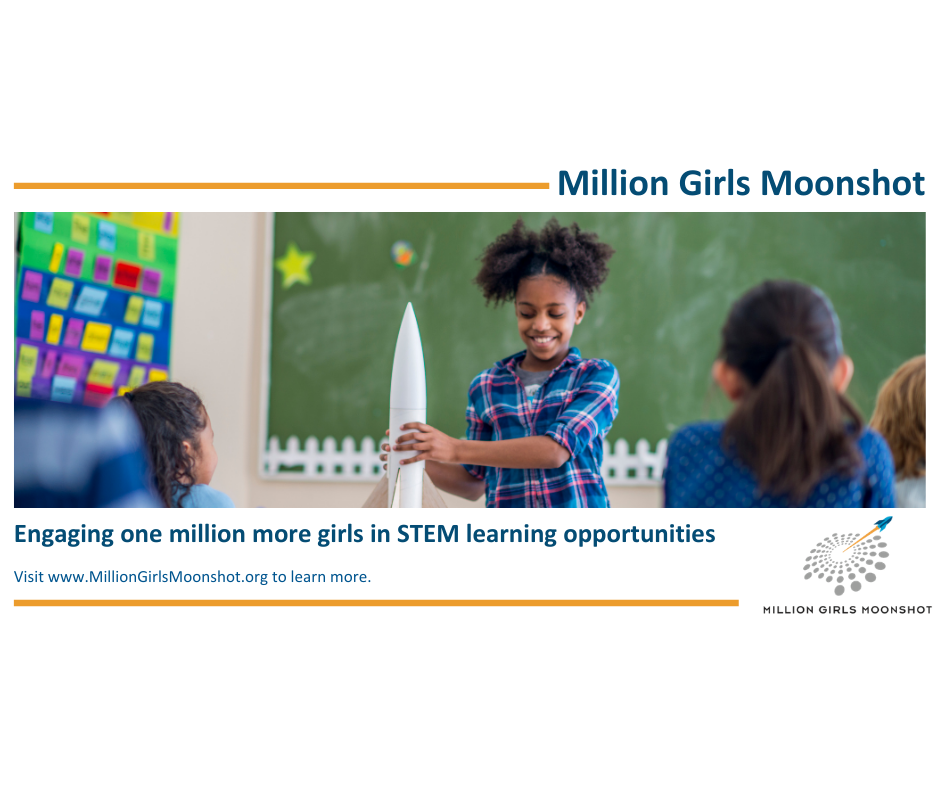 Million Girls Moonshot
Engaging one million more girls in STEM learning opportunities
Visit www.MillionGirlsMoonshot.org to learn more.
MILLION GIRLS MOONSHOT